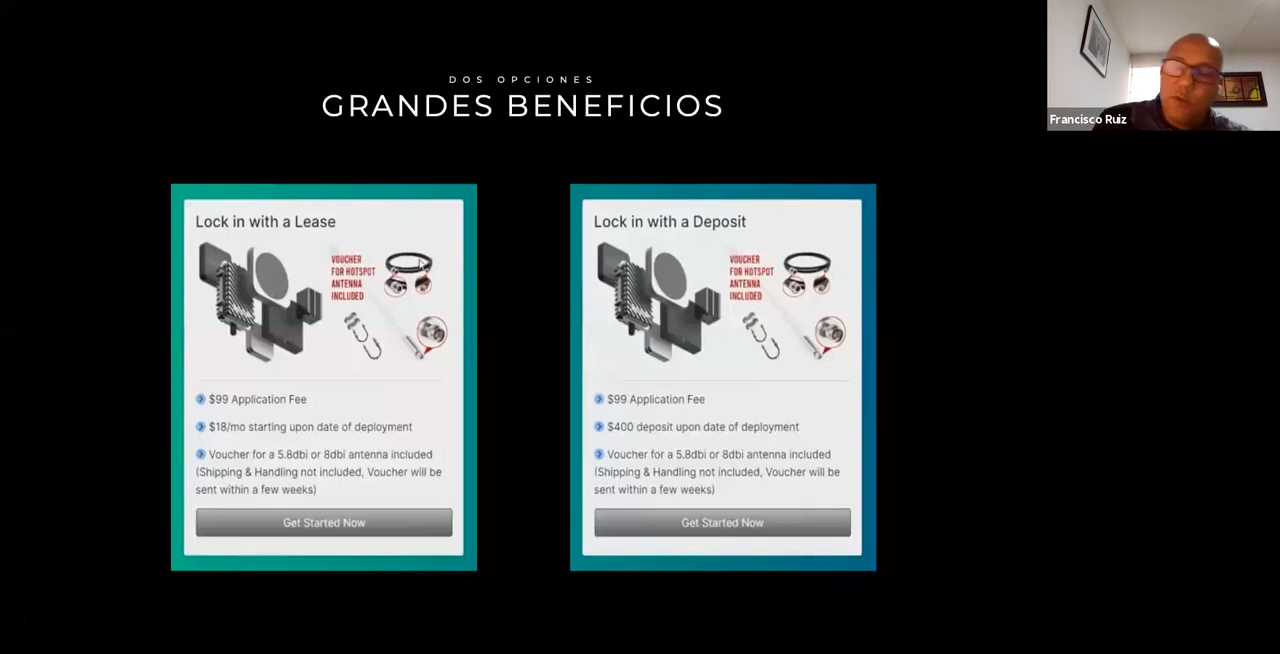 DOS OPCIONES
GRANDES BENEFICIOS
Francisco Ruiz
Lock in with a Lease
VOUCHER
FOR HOTSPOT
ANTENNA
INCLUDED
$99 Application Fee
$18/mo starting upon date of deployment
Voucher for a 5.8dbi or 8dbi antenna included
(Shipping & Handling not included, Voucher will be
sent within a few weeks)
Get Started Now
Lock in with a Deposit
VOUCHER
FOR HOTSPOT
ANTENNA
INCLUDED
$99 Application Fee
$400 deposit upon date of deployment
Voucher for a 5.8dbi or 8dbi antenna included
(Shipping & Handling not included, Voucher will be
sent within a few weeks)
Get Started Now